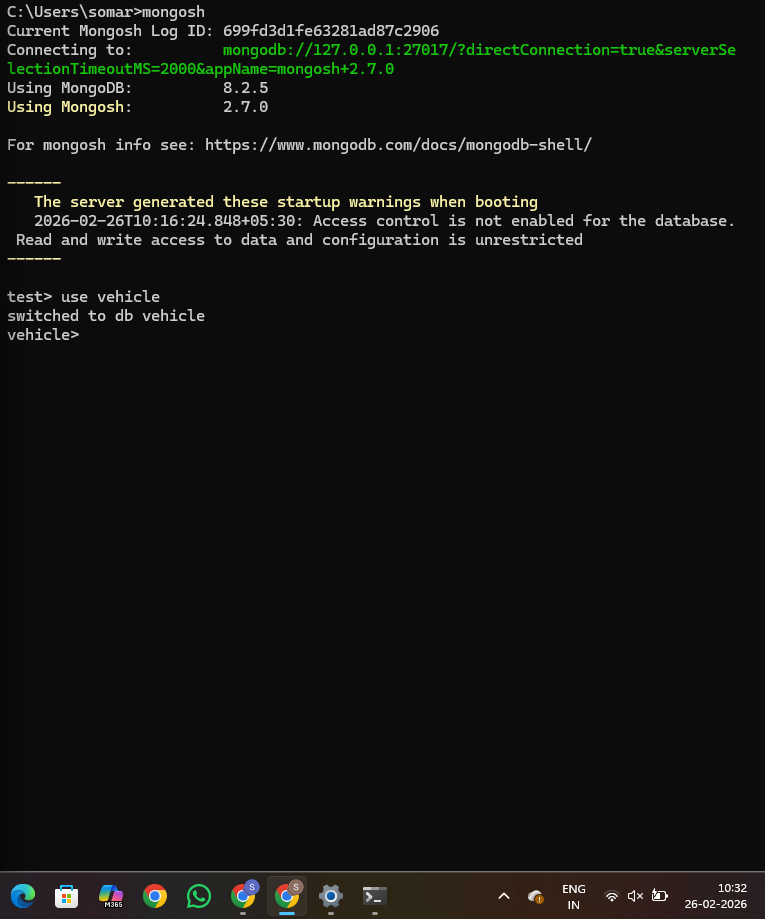 C:\Users\somar>mongosh
Current Mongosh Log ID: 699fd3d1fe63281ad87c2906
Connecting to:          mongodb://127.0.0.1:27017/?directConnection=true&serverSe
lectionTimeoutMS=2000&appName=mongosh+2.7.0
Using MongoDB:          8.2.5
Using Mongosh:          2.7.0
For mongosh info see: https://www.mongodb.com/docs/mongodb-shell/
------
   The server generated these startup warnings when booting
   2026-02-26T10:16:24.848+05:30: Access control is not enabled for the database.
 Read and write access to data and configuration is unrestricted
------
test> use vehicle
switched to db vehicle
vehicle>
M365
S
S
ENG
IN
10:32
26-02-2026